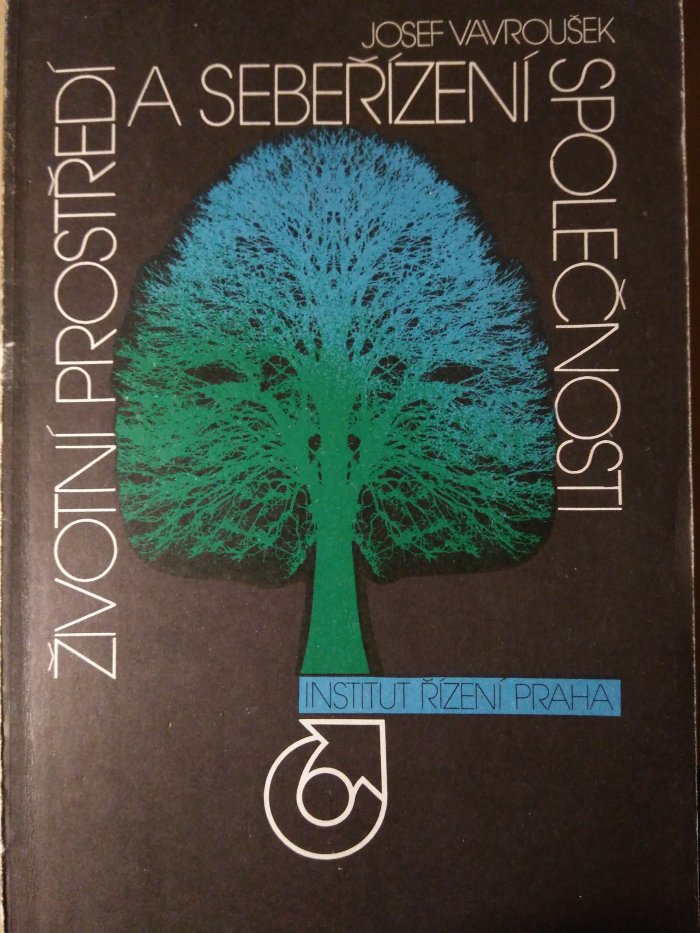 JOSEF VAVROUŠEK
ŽIVOTNÍ PROSTŘEDÍ
A SEBEŘÍZENÍ
SPOLEČNOSTI
INSTITUT ŘÍZENÍ PRAHA